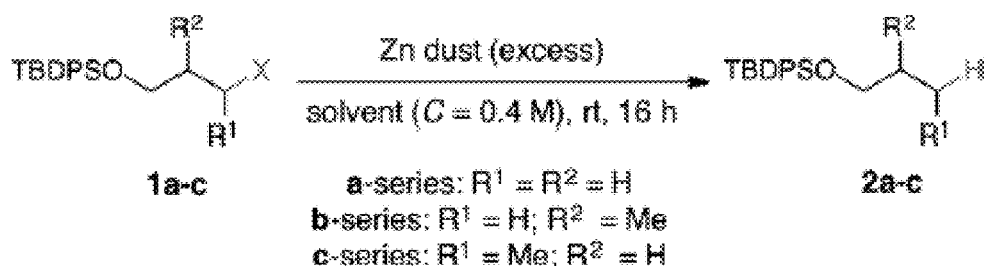 R² R²
TBDPSO X Zn dust (excess) TBDPSO H
R¹ solvent (C = 0.4 M), rt, 16 h R¹
1a-c a-series: R¹ = R² = H 2a-c
b-series: R¹ = H; R² = Me
c-series: R¹ = Me; R² = H